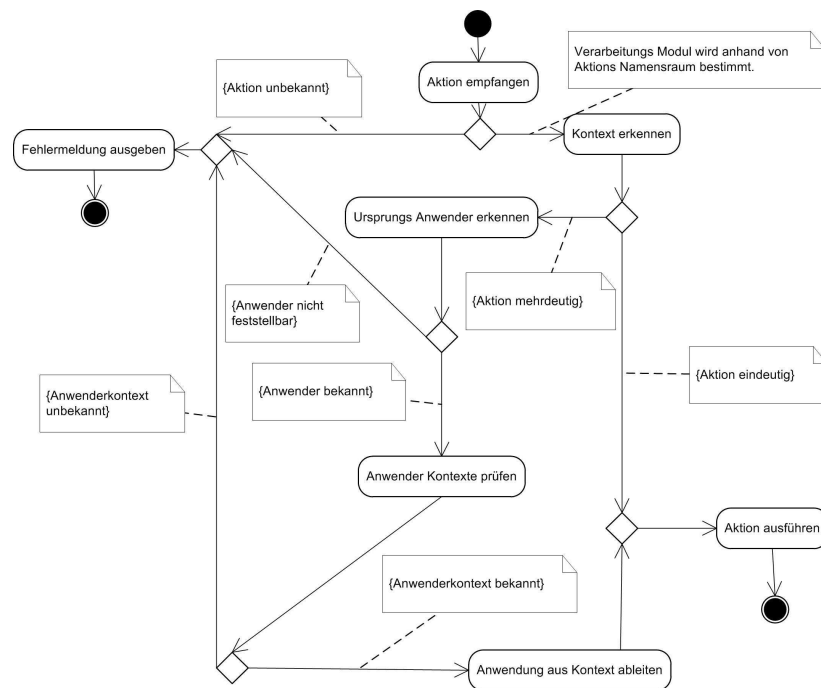 Verarbeitungs Modul wird anhand von
Aktions Namensraum bestimmt.
Aktion empfangen
{Aktion unbekannt}
Kontext erkennen
Fehlermeldung ausgeben
Ursprungs Anwender erkennen
{Anwender nicht
feststellbar}
{Aktion mehrdeutig}
{Aktion eindeutig}
{Anwender bekannt}
{Anwenderkontext
unbekannt}
Anwender Kontexte prüfen
Aktion ausführen
{Anwenderkontext bekannt}
Anwendung aus Kontext ableiten